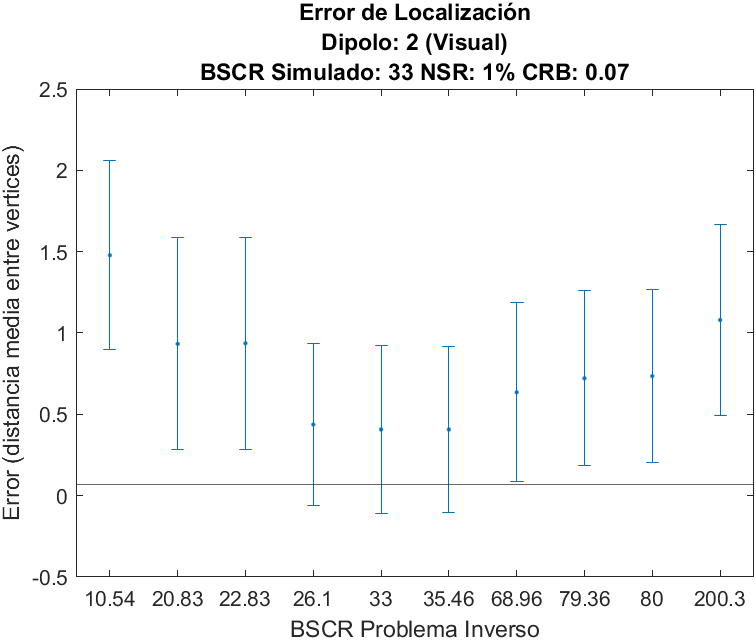 Error de Localización
Dipolo: 2 (Visual)
BSCR Simulado: 33 NSR: 1% CRB: 0.07
Error (distancia media entre vertices)
2.5
2
1.5
1
0.5
0
-0.5
10.54 20.83 22.83 26.1 33 35.46 68.96 79.36 80 200.3
BSCR Problema Inverso